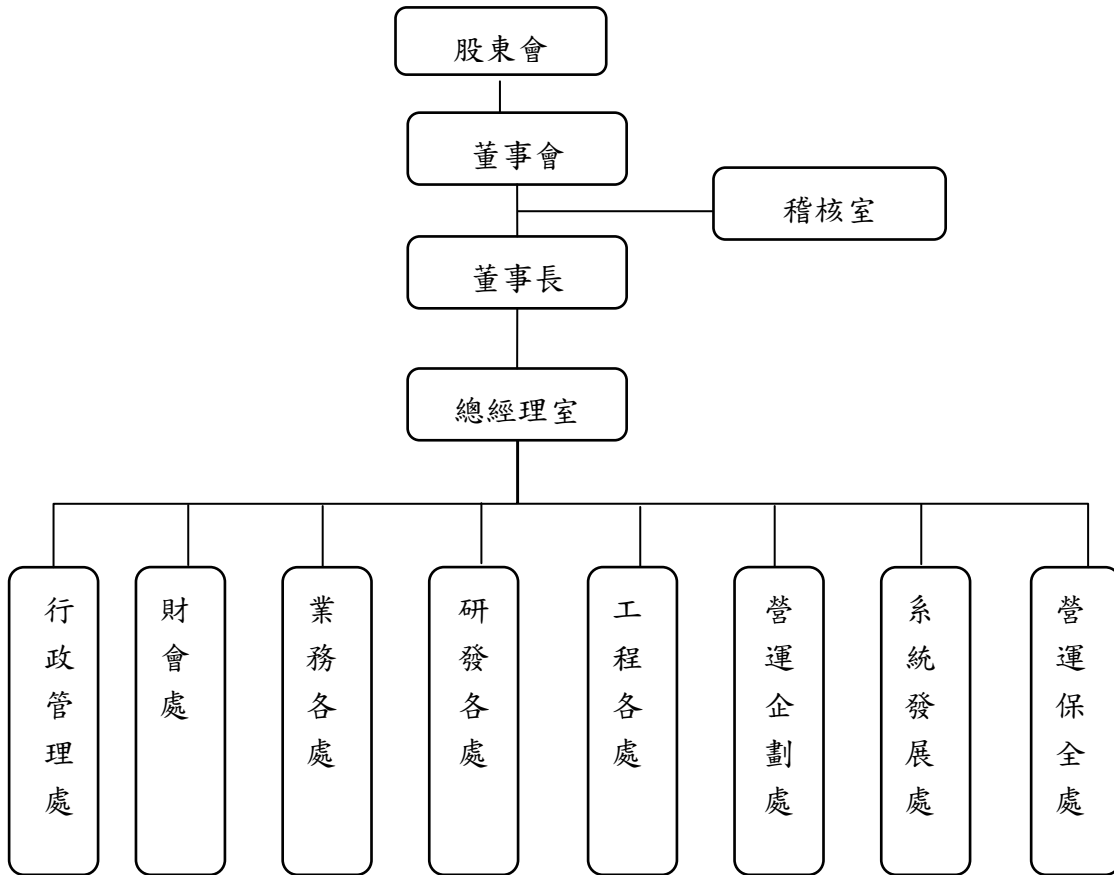 股東會
董事會
稽核室
董事長
總經理室
行政管理處
財會處
業務各處
研發各處
工程各處
營運企劃處
系統發展處
營運保全處